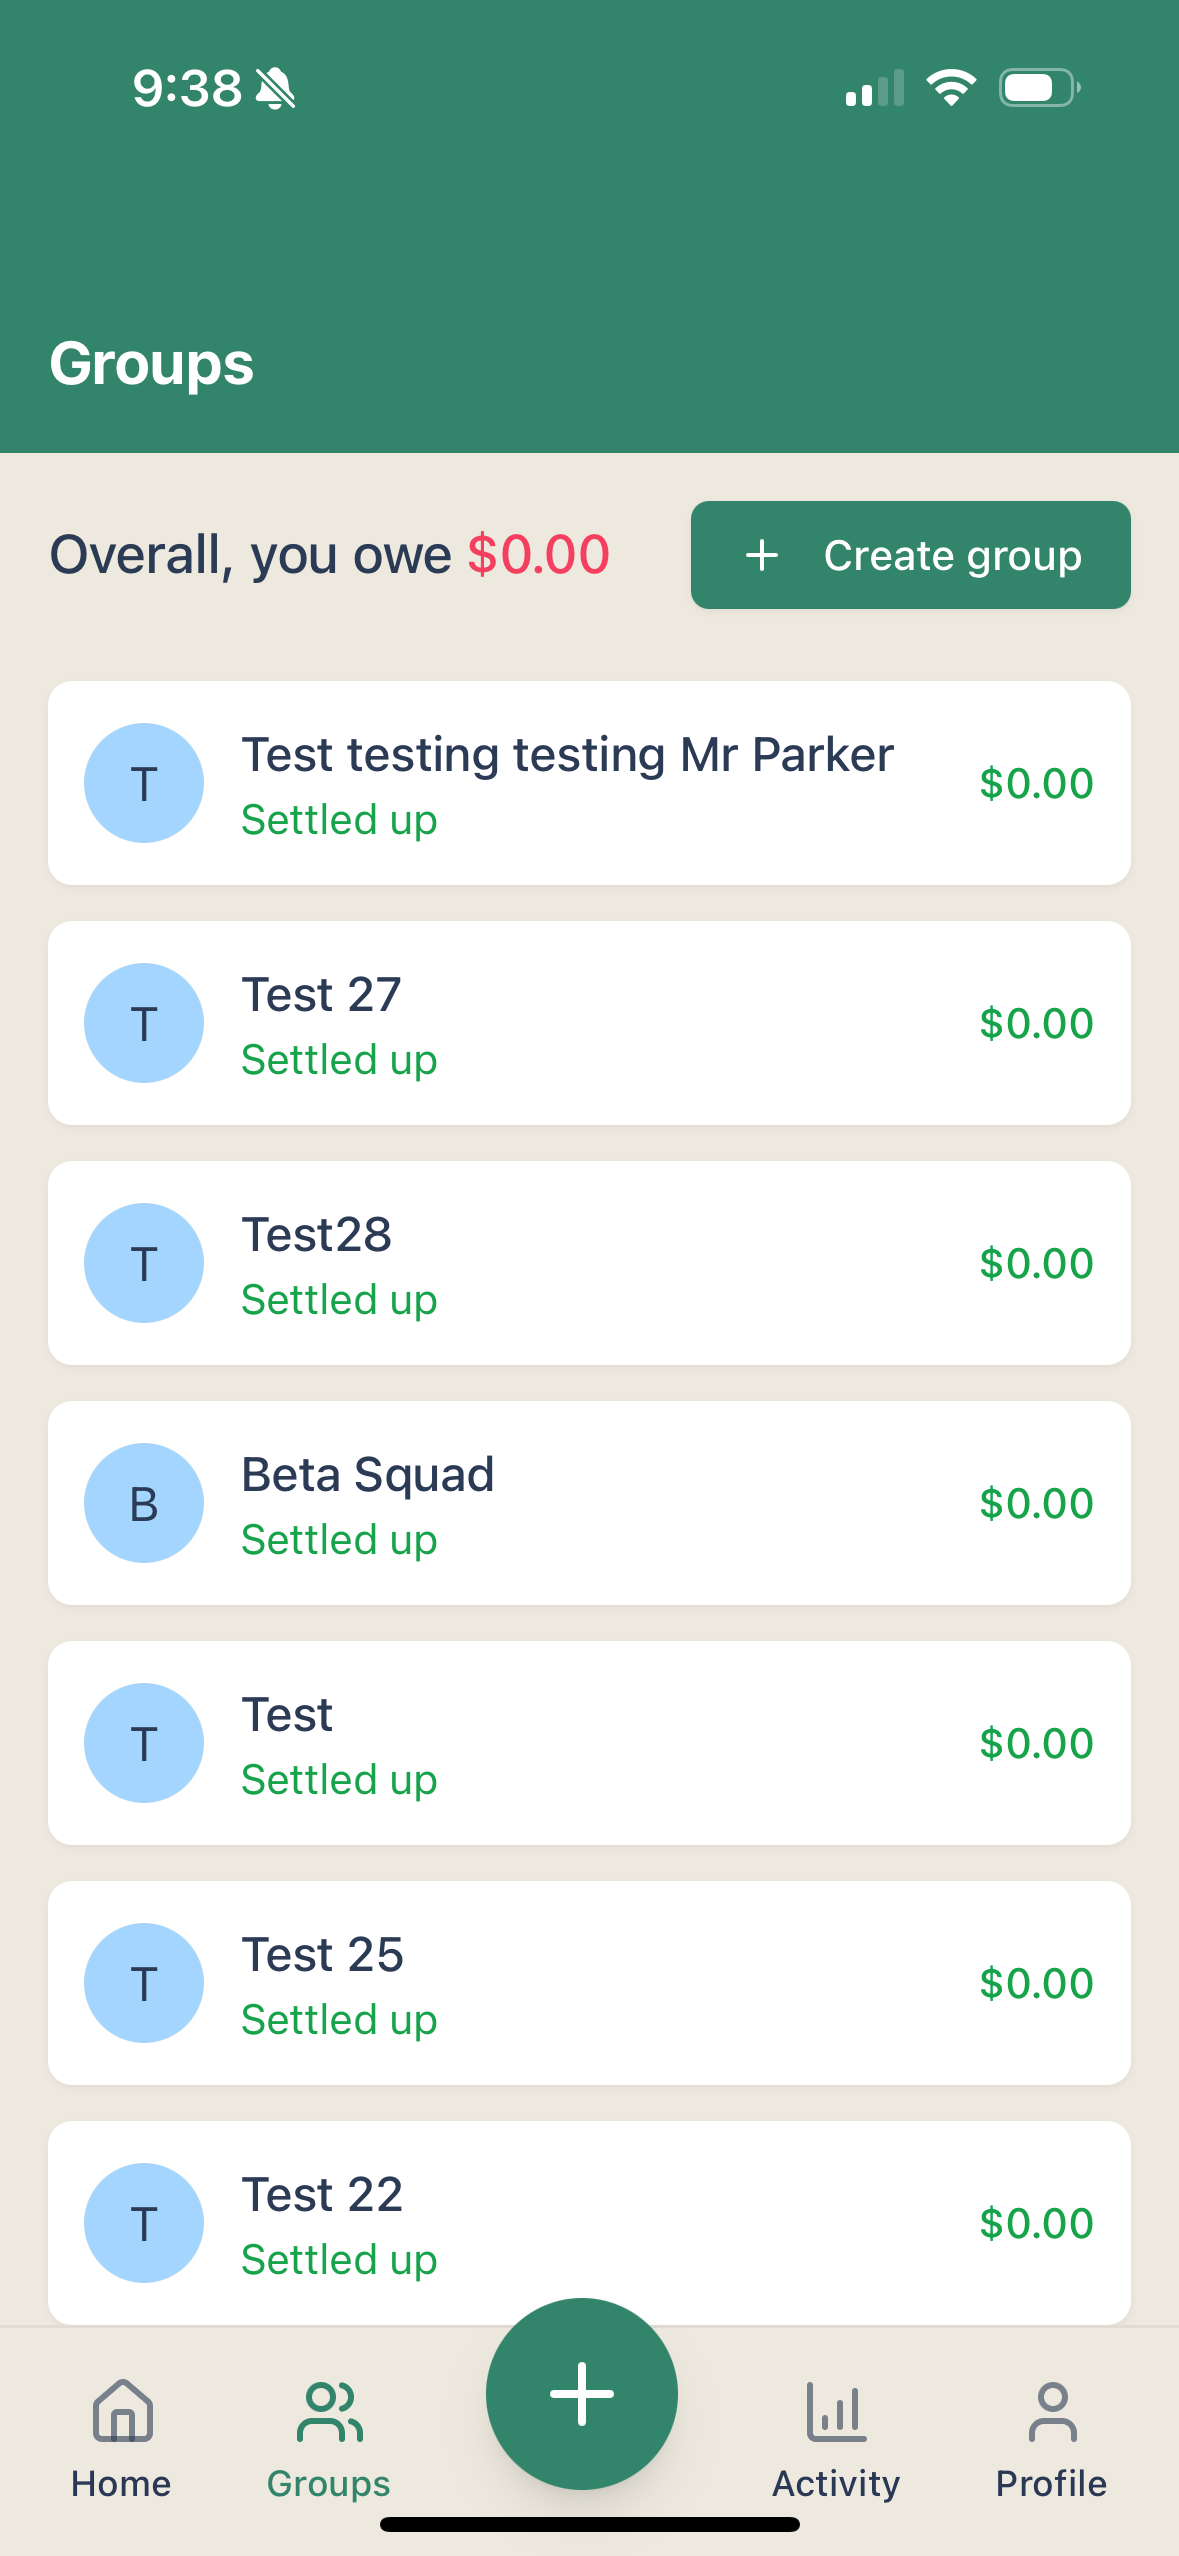 9:38
Groups
Overall, you owe $0.00
Create group
T
Test testing testing Mr Parker
Settled up
$0.00
T
Test 27
Settled up
$0.00
T
Test28
Settled up
$0.00
B
Beta Squad
Settled up
$0.00
T
Test
Settled up
$0.00
T
Test 25
Settled up
$0.00
T
Test 22
Settled up
$0.00
Home
Groups
Activity
Profile